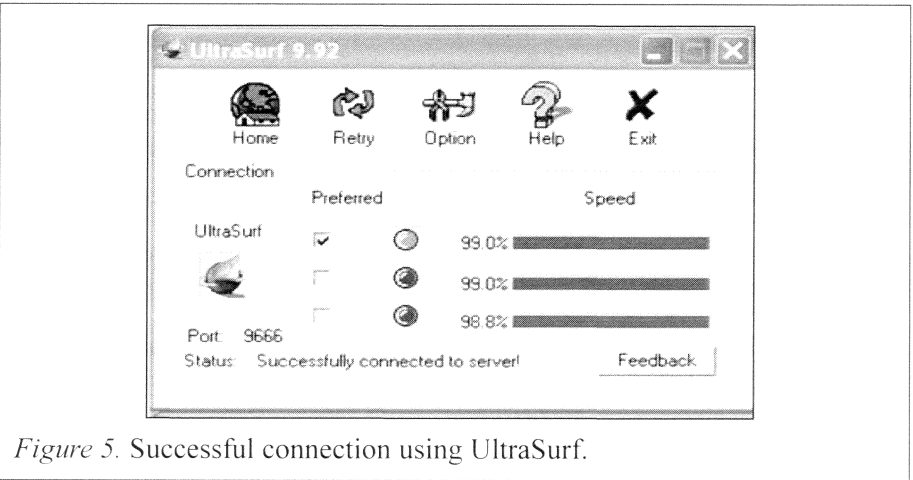 UltraSurf 9.92
Home Retry Option Help Exit
Connection
Preferred Speed
UltraSurf
99.0%
99.0%
98.8%
Port: 9666
Status: Successfully connected to server!
Feedback
Figure 5. Successful connection using UltraSurf.